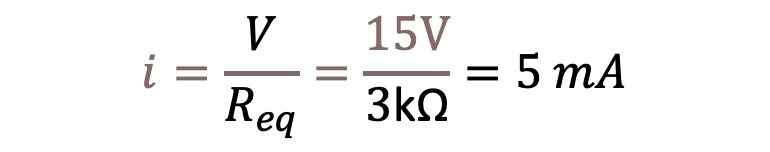 i = V/R_eq = 15V/3kΩ = 5 mA